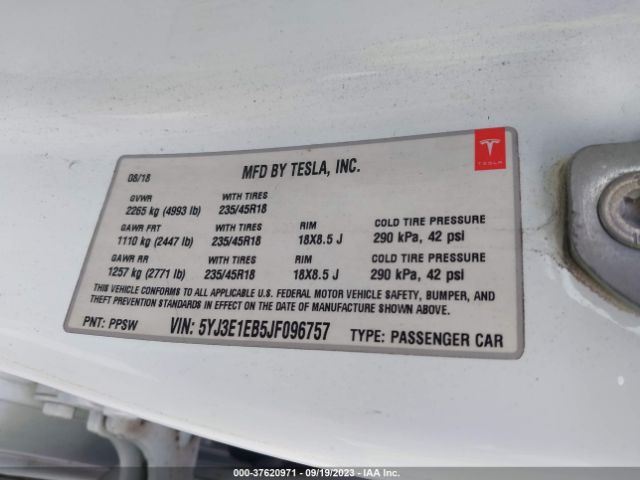 08/18
MFD BY TESLA, INC.
TESLA
GVWR WITH TIRES
2265 kg (4993 lb) 235/45R18
GAWR FRT WITH TIRES RIM COLD TIRE PRESSURE
1110 kg (2447 lb) 235/45R18 18X8.5 J 290 kPa, 42 psi
GAWR RR WITH TIRES RIM COLD TIRE PRESSURE
1257 kg (2771 lb) 235/45R18 18X8.5 J 290 kPa, 42 psi
THIS VEHICLE CONFORMS TO ALL APPLICABLE U.S. FEDERAL MOTOR VEHICLE SAFETY, BUMPER, AND
THEFT PREVENTION STANDARDS IN EFFECT ON THE DATE OF MANUFACTURE SHOWN ABOVE.
PNT: PPSW VIN: 5YJ3E1EB5JF096757 TYPE: PASSENGER CAR
000-37620971 - 09/19/2023 - IAA Inc.